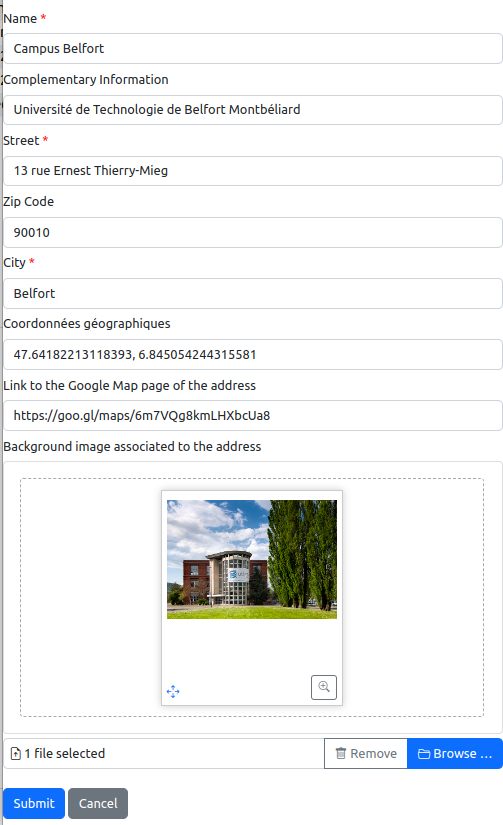 Name *
Campus Belfort
Complementary Information
Université de Technologie de Belfort Montbéliard
Street *
13 rue Ernest Thierry-Mieg
Zip Code
90010
City *
Belfort
Coordonnées géographiques
47.64182213118393, 6.845054244315581
Link to the Google Map page of the address
https://goo.gl/maps/6m7VQg8kmLHXbcUa8
Background image associated to the address
1 file selected
Remove
Browse ...
Submit
Cancel